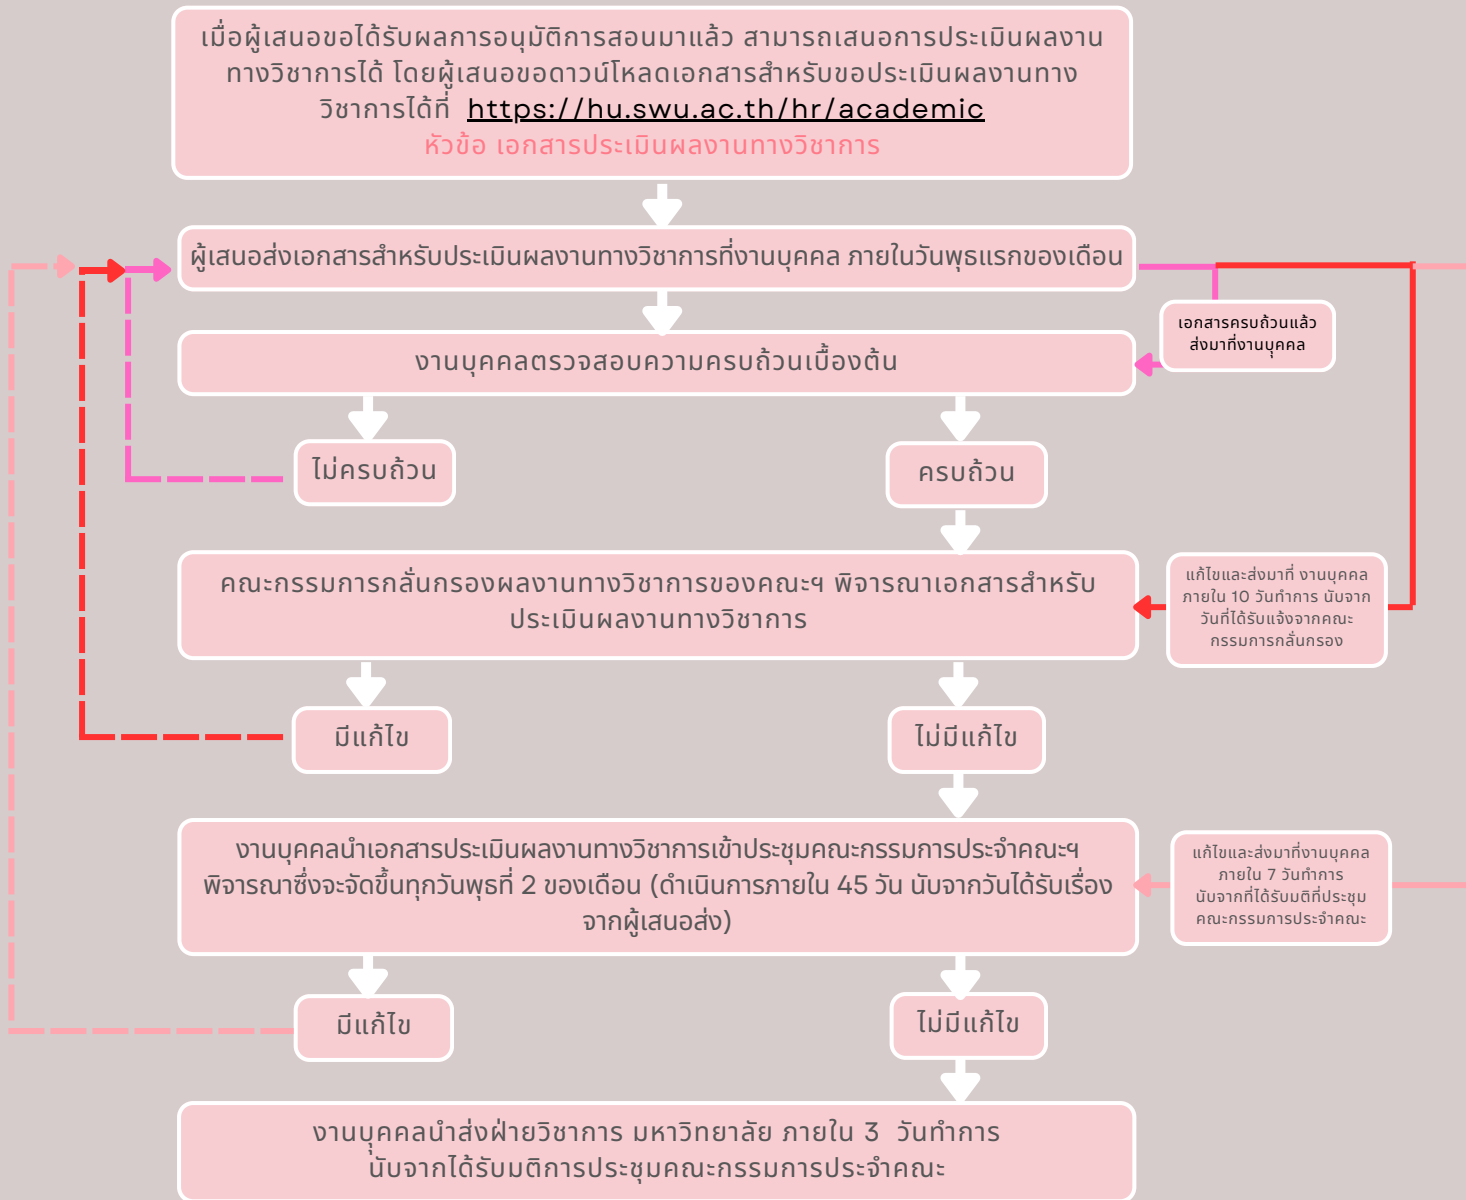 เมื่อผู้เสนอขอได้รับผลการอนุมัติการสอนมาแล้ว สามารถเสนอการประเมินผลงาน
ทางวิชาการได้ โดยผู้เสนอขอดาวน์โหลดเอกสารสำหรับขอประเมินผลงานทาง
วิชาการได้ที่ https://hu.swu.ac.th/hr/academic
หัวข้อ เอกสารประเมินผลงานทางวิชาการ
ผู้เสนอส่งเอกสารสำหรับประเมินผลงานทางวิชาการที่งานบุคคล ภายในวันพุธแรกของเดือน
เอกสารครบถ้วนแล้ว
ส่งมาที่งานบุคคล
งานบุคคลตรวจสอบความครบถ้วนเบื้องต้น
ไม่ครบถ้วน
ครบถ้วน
คณะกรรมการกลั่นกรองผลงานทางวิชาการของคณะฯ พิจารณาเอกสารสำหรับ
ประเมินผลงานทางวิชาการ
แก้ไขและส่งมาที่ งานบุคคล
ภายใน 10 วันทำการ นับจาก
วันที่ได้รับแจ้งจากคณะ
กรรมการกลั่นกรอง
มีแก้ไข
ไม่มีแก้ไข
งานบุคคลนำเอกสารประเมินผลงานทางวิชาการเข้าประชุมคณะกรรมการประจำคณะฯ
พิจารณาซึ่งจะจัดขึ้นทุกวันพุธที่ 2 ของเดือน (ดำเนินการภายใน 45 วัน นับจากวันได้รับเรื่อง
จากผู้เสนอส่ง)
แก้ไขและส่งมาที่งานบุคคล
ภายใน 7 วันทำการ
นับจากที่ได้รับมติที่ประชุม
คณะกรรมการประจำคณะ
มีแก้ไข
ไม่มีแก้ไข
งานบุคคลนำส่งฝ่ายวิชาการ มหาวิทยาลัย ภายใน 3 วันทำการ
นับจากได้รับมติการประชุมคณะกรรมการประจำคณะ